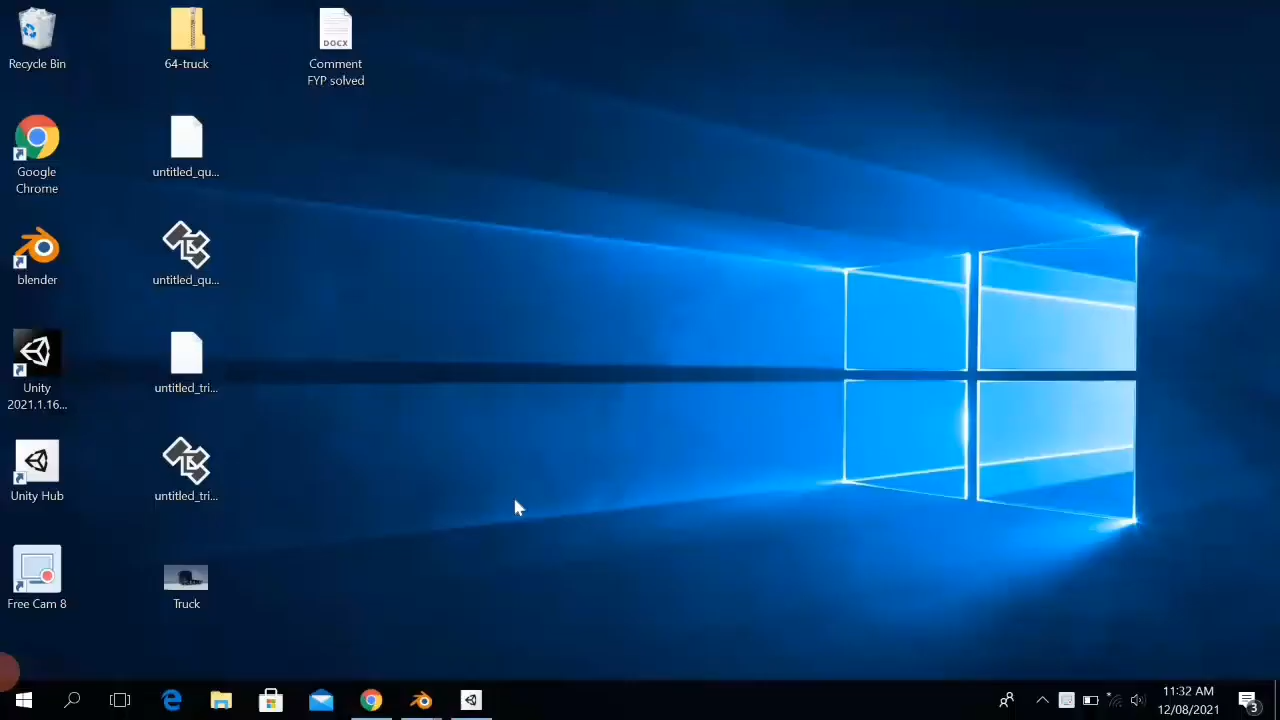 Recycle Bin
64-truck
DOCX
Comment
FYP solved
Google
Chrome
untitled_qu...
blender
untitled_qu...
Unity
2021.1.16...
untitled_tri...
Unity Hub
untitled_tri...
Free Cam 8
Truck
11:32 AM
12/08/2021
3